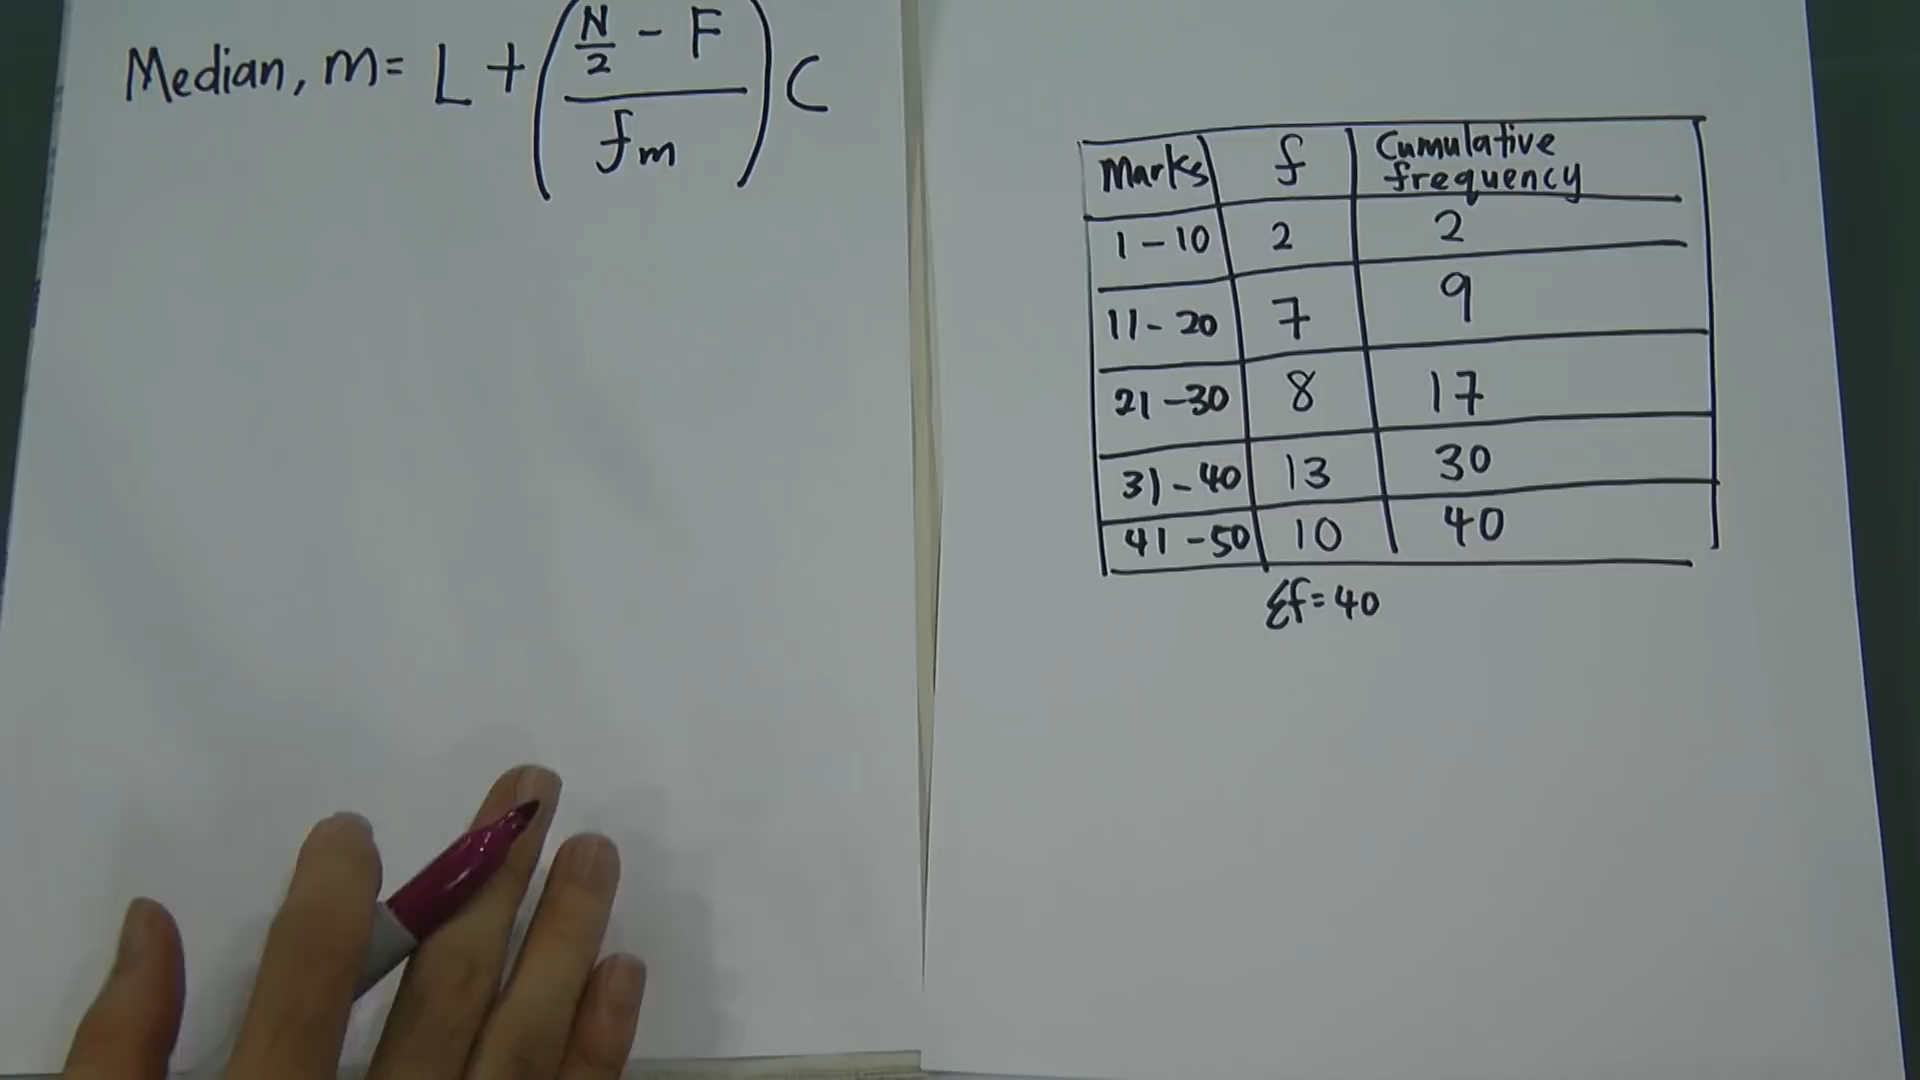 Median, m = L + ( (N/2 - F) / fm ) C
Marks f Cumulative frequency
1 - 10 2 2
11 - 20 7 9
21 - 30 8 17
31 - 40 13 30
41 - 50 10 40
Σf = 40